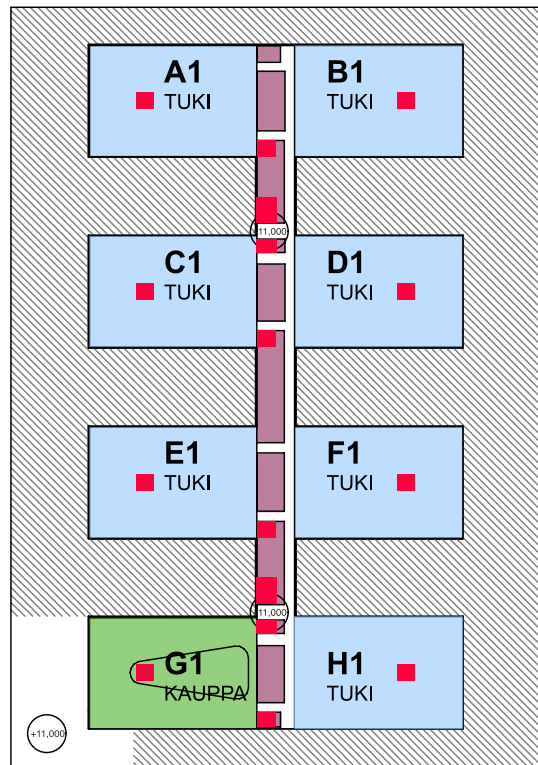 A1
TUKI
B1
TUKI
+11,000
C1
TUKI
D1
TUKI
E1
TUKI
F1
TUKI
+11,000
G1
KAUPPA
H1
TUKI
+11,000